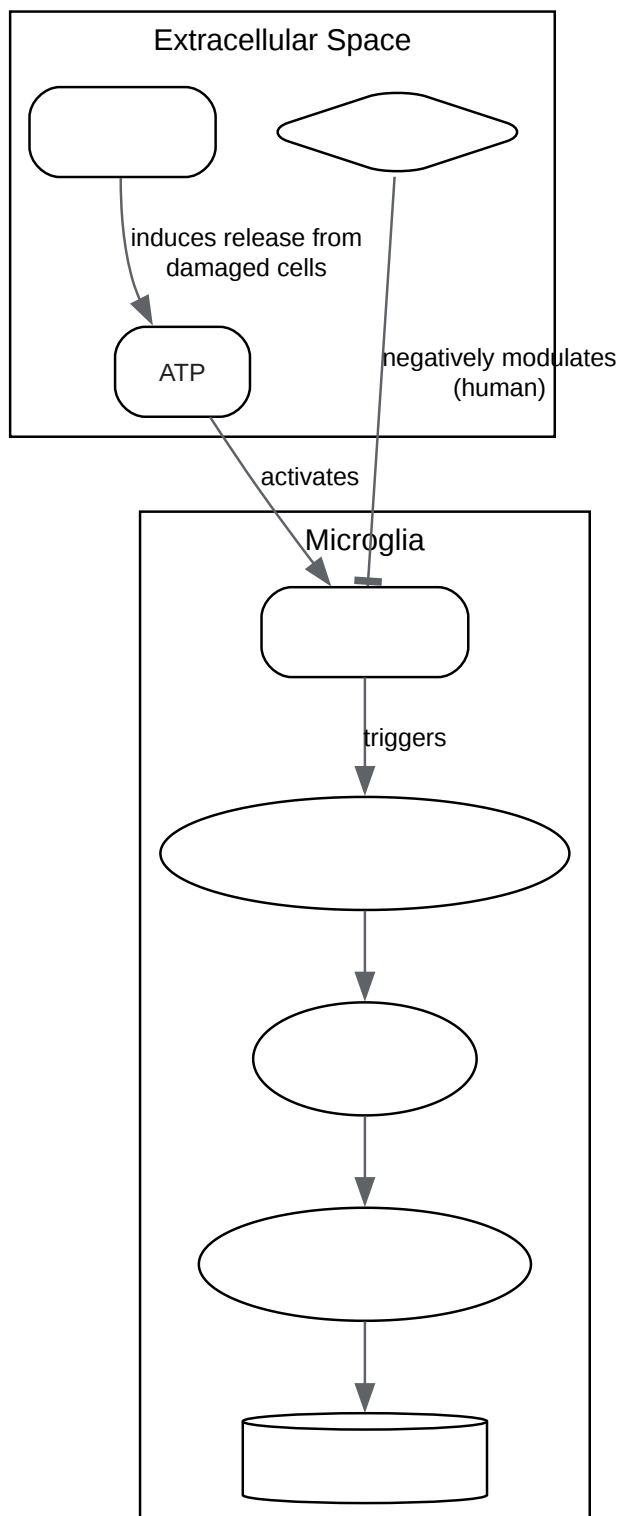 Extracellular Space
induces release from
damaged cells
negatively modulates
(human)
ATP
activates
Microglia
triggers